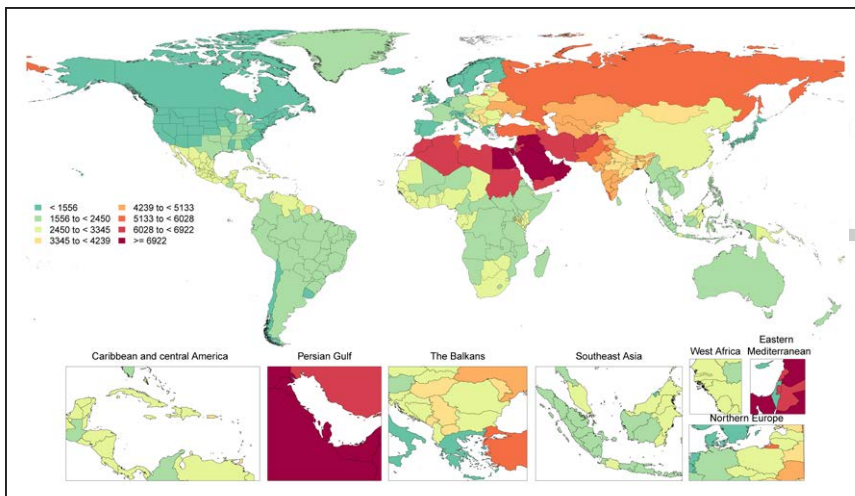 < 1556
1556 to < 2450
2450 to < 3345
3345 to < 4239
4239 to < 5133
5133 to < 6028
6028 to < 6922
>= 6922
Caribbean and central America
Persian Gulf
The Balkans
Southeast Asia
West Africa
Eastern
Mediterranean
Northern Europe